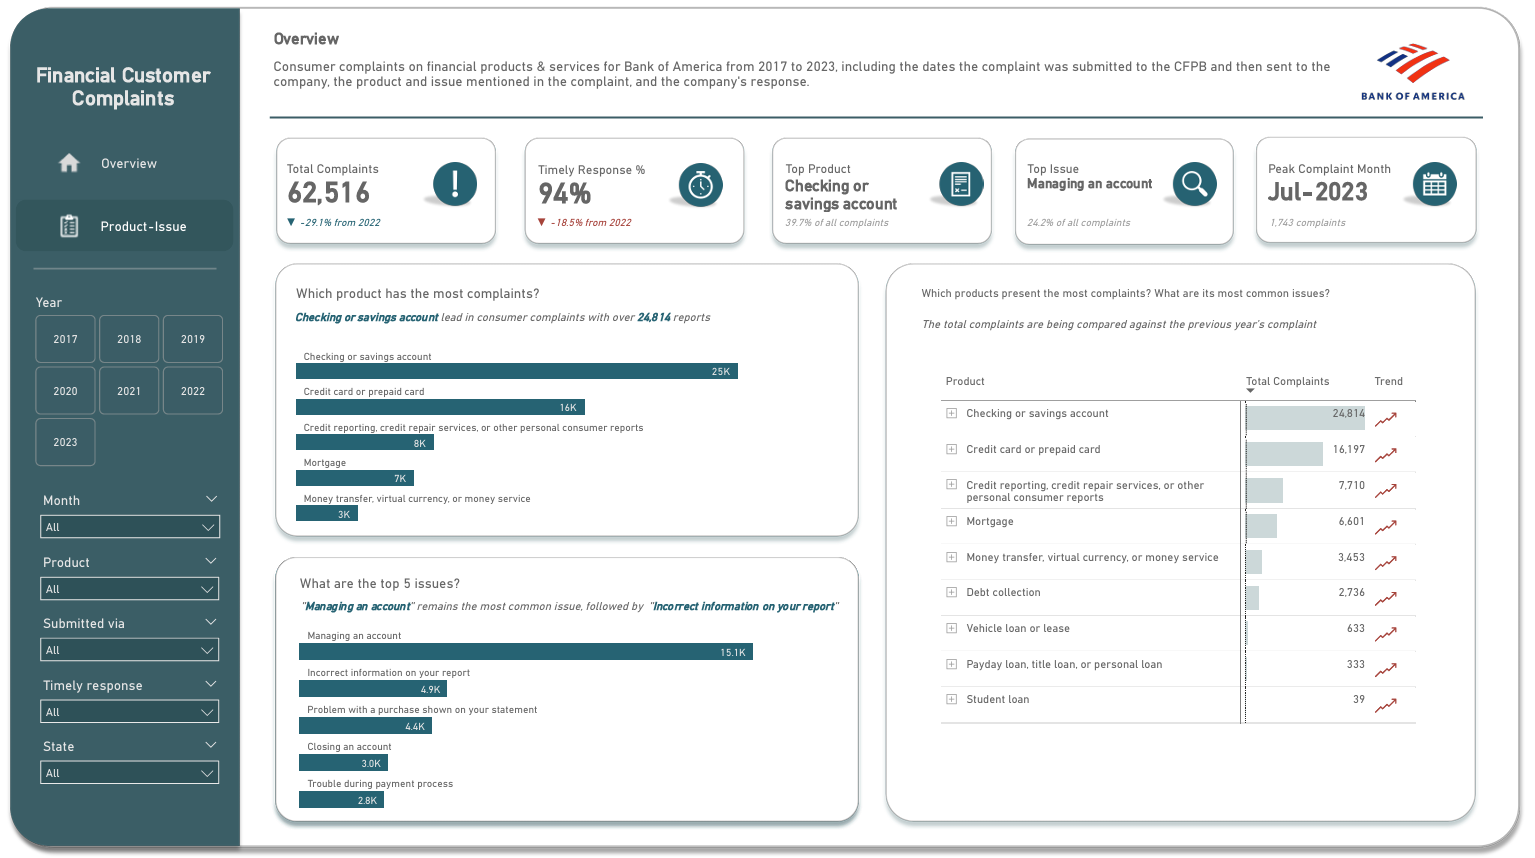 Financial Customer
Complaints
Overview
Product-Issue
Year
2017
2018
2019
2020
2021
2022
2023
Month
All
Product
All
Submitted via
All
Timely response
All
State
All
Overview
Consumer complaints on financial products & services for Bank of America from 2017 to 2023, including the dates the complaint was submitted to the CFPB and then sent to the
company, the product and issue mentioned in the complaint, and the company's response.
BANK OF AMERICA
Total Complaints
62,516
▼ -29.1% from 2022
Timely Response %
94%
▼ -18.5% from 2022
Top Product
Checking or
savings account
39.7% of all complaints
Top Issue
Managing an account
24.2% of all complaints
Peak Complaint Month
Jul-2023
1,743 complaints
Which product has the most complaints?
Checking or savings account lead in consumer complaints with over 24,814 reports
Checking or savings account
25K
Credit card or prepaid card
16K
Credit reporting, credit repair services, or other personal consumer reports
8K
Mortgage
7K
Money transfer, virtual currency, or money service
3K
What are the top 5 issues?
"Managing an account" remains the most common issue, followed by "Incorrect information on your report"
Managing an account
15.1K
Incorrect information on your report
4.9K
Problem with a purchase shown on your statement
4.4K
Closing an account
3.0K
Trouble during payment process
2.8K
Which products present the most complaints? What are its most common issues?
The total complaints are being compared against the previous year's complaint
Product Total Complaints Trend
Checking or savings account 24,814
Credit card or prepaid card 16,197
Credit reporting, credit repair services, or other 7,710
personal consumer reports
Mortgage 6,601
Money transfer, virtual currency, or money service 3,453
Debt collection 2,736
Vehicle loan or lease 633
Payday loan, title loan, or personal loan 333
Student loan 39